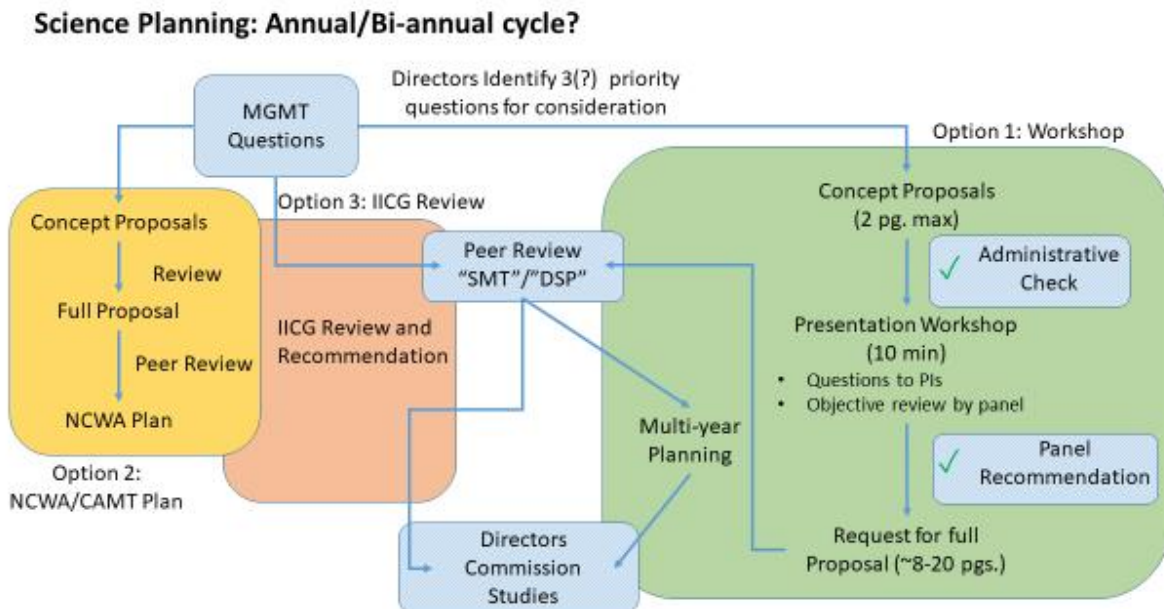 Science Planning: Annual/Bi-annual cycle?
Directors Identify 3(?) priority
questions for consideration
MGMT
Questions
Option 1: Workshop
Concept Proposals
(2 pg. max)
Administrative
Check
Presentation Workshop
(10 min)
• Questions to PIs
• Objective review by panel
Panel
Recommendation
Request for full
Proposal (~8-20 pgs.)
Option 3: IICG Review
Peer Review
“SMT”/”DSP”
IICG Review and
Recommendation
Multi-year
Planning
Directors
Commission
Studies
Concept Proposals
Review
Full Proposal
Peer Review
NCWA Plan
Option 2:
NCWA/CAMT Plan